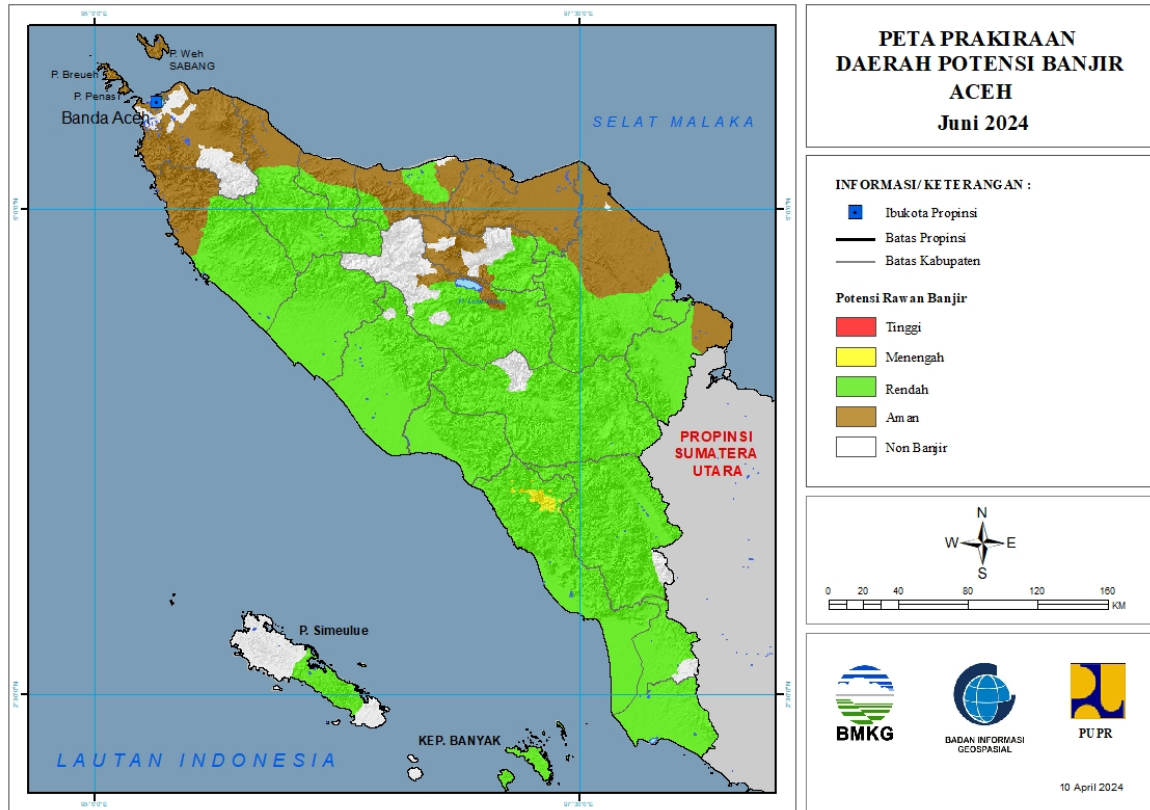 P. Weh
SABANG
P. Breueh
P. Penasi
Banda Aceh
SELAT MALAKA
PROPINSI
SUMATERA
UTARA
P. Simeulue
KEP. BANYAK
LAUTAN INDONESIA
PETA PRAKIRAAN
DAERAH POTENSI BANJIR
ACEH
Juni 2024
INFORMASI/KETERANGAN :
Ibukota Propinsi
Batas Propinsi
Batas Kabupaten
Potensi Rawan Banjir
Tinggi
Menengah
Rendah
Aman
Non Banjir
N
W E
S
0 20 40 80 120 160
KM
BMKG
BADAN INFORMASI
GEOSPASIAL
PUPR
10 April 2024